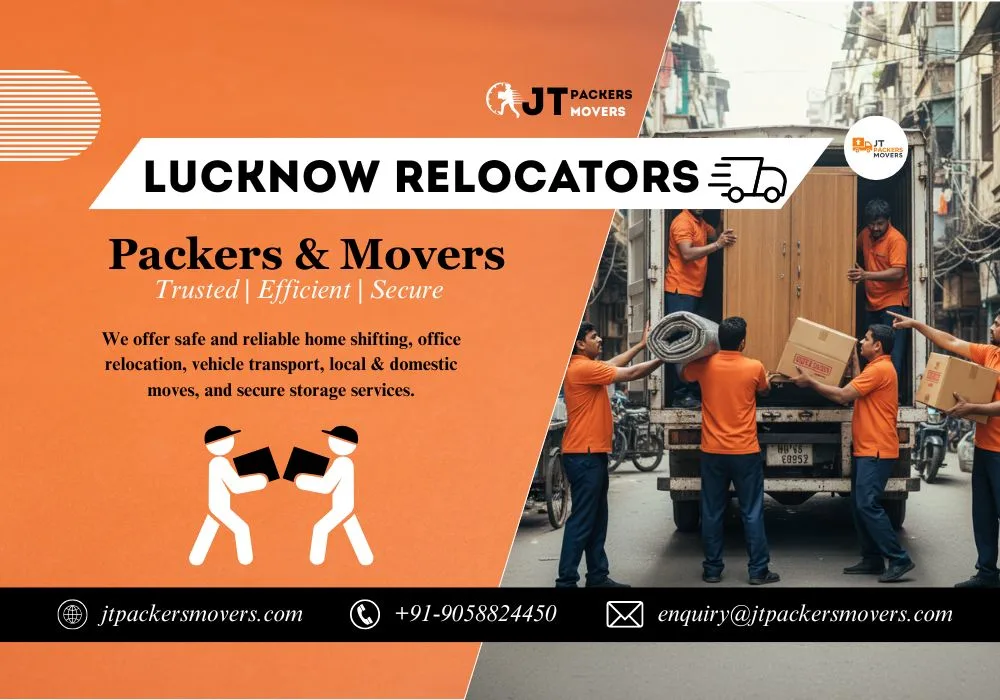 JT PACKERS
MOVERS
LUCKNOW RELOCATORS
JT
PACKERS
MOVERS
Packers & Movers
Trusted | Efficient | Secure
We offer safe and reliable home shifting, office
relocation, vehicle transport, local & domestic
moves, and secure storage services.
jtpackersmovers.com
+91-9058824450
enquiry@jtpackersmovers.com